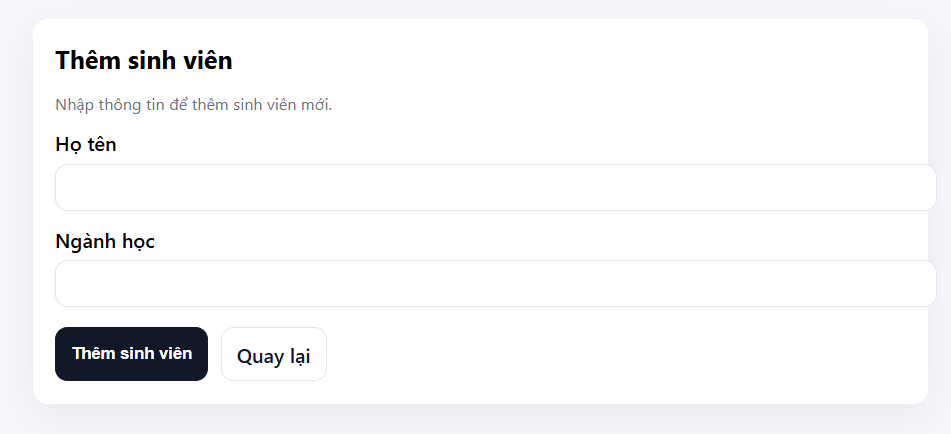 Thêm sinh viên
Nhập thông tin để thêm sinh viên mới.
Họ tên
Ngành học
Thêm sinh viên
Quay lại